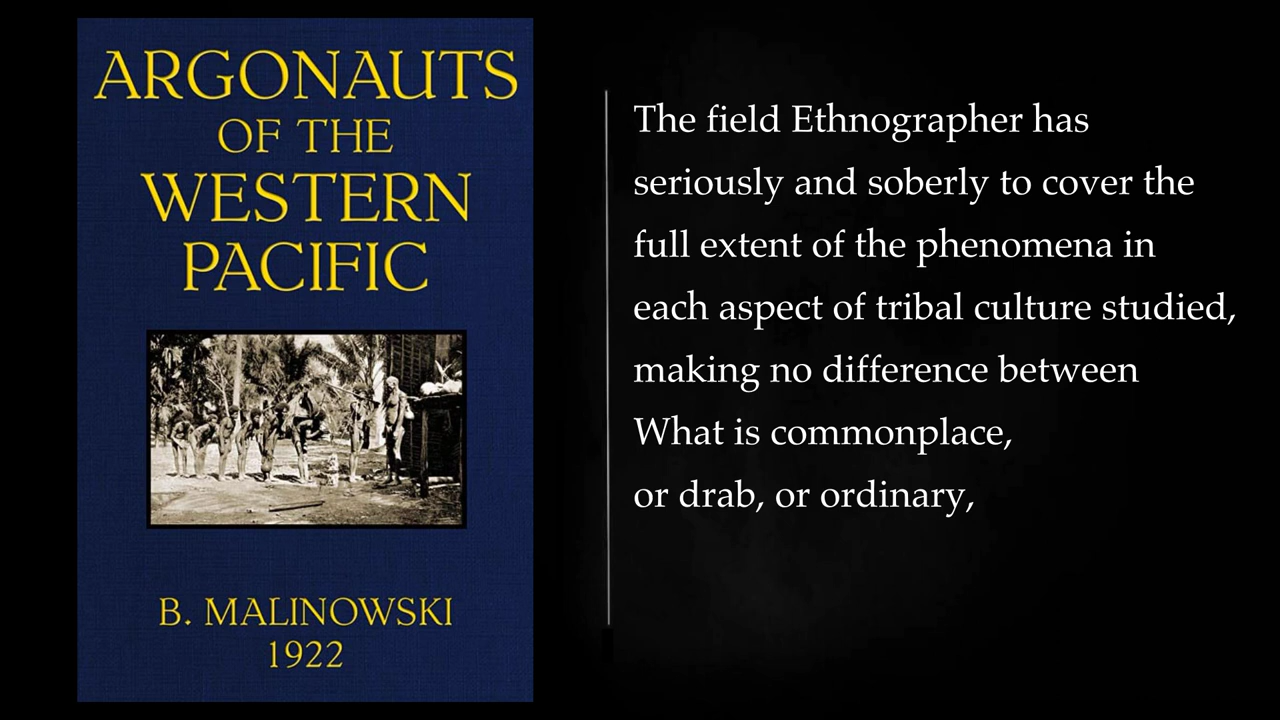 ARGONAUTS
OF THE
WESTERN
PACIFIC
B. MALINOWSKI
1922
The field Ethnographer has
seriously and soberly to cover the
full extent of the phenomena in
each aspect of tribal culture studied,
making no difference between
What is commonplace,
or drab, or ordinary,